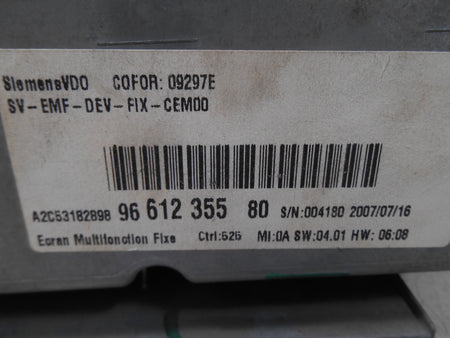 SiemensVDO COFOR: 09297E
SV-EMF-DEV-FIX-CEM00
A2C53182898 96 612 355 80 S/N:004180 2007/07/16
Ecran Multifonction Fixe Ctrl:526 MI:0A SW:04.01 HW: 06:08